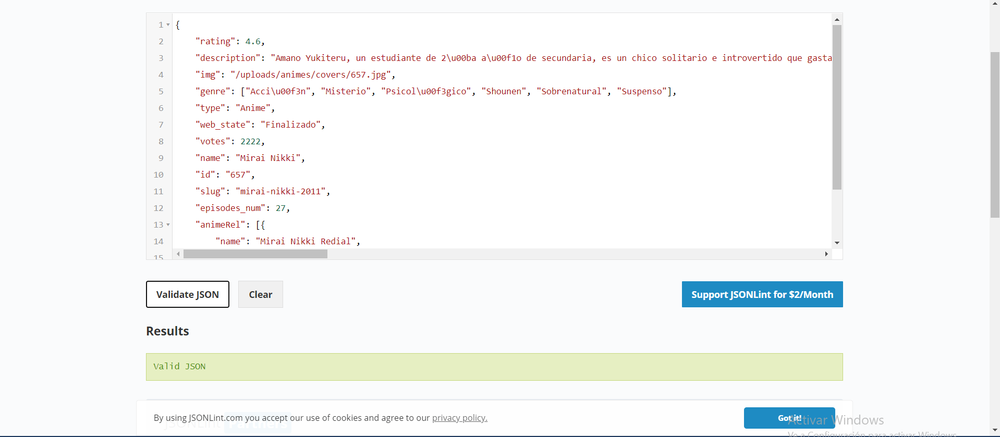 1 {
2 "rating": 4.6,
3 "description": "Amano Yukiteru, un estudiante de 2\u00ba a\u00f1o de secundaria, es un chico solitario e introvertido que gasta
4 "img": "/uploads/animes/covers/657.jpg",
5 "genre": ["Acci\u00f3n", "Misterio", "Psicol\u00f3gico", "Shounen", "Sobrenatural", "Suspenso"],
6 "type": "Anime",
7 "web_state": "Finalizado",
8 "votes": 2222,
9 "name": "Mirai Nikki",
10 "id": "657",
11 "slug": "mirai-nikki-2011",
12 "episodes_num": 27,
13 "animeRel": [{
14 "name": "Mirai Nikki Redial",
15
Validate JSON Clear Support JSONLint for $2/Month
Results
Valid JSON
By using JSONLint.com you accept our use of cookies and agree to our privacy policy. Got it!
JSONLint Partners
Activar Windows
Ve a Configuración para activar Windows.